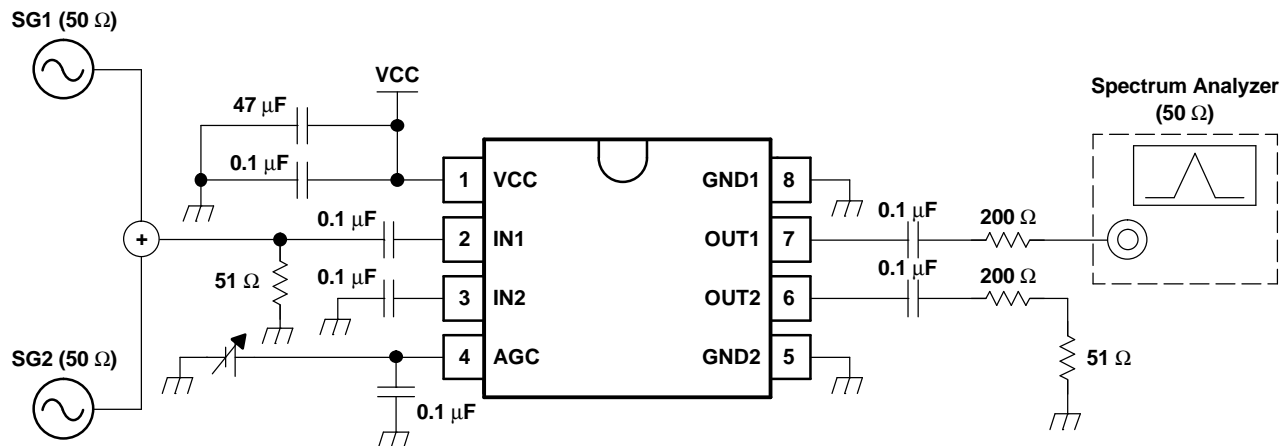 SG1 (50 Ω)
VCC
47 μF
0.1 μF
Spectrum Analyzer
(50 Ω)
1 VCC GND1 8
0.1 μF
2 IN1 OUT1 7
0.1 μF
200 Ω
+
51 Ω
0.1 μF
3 IN2 OUT2 6
0.1 μF
200 Ω
4 AGC GND2 5
0.1 μF
51 Ω
SG2 (50 Ω)